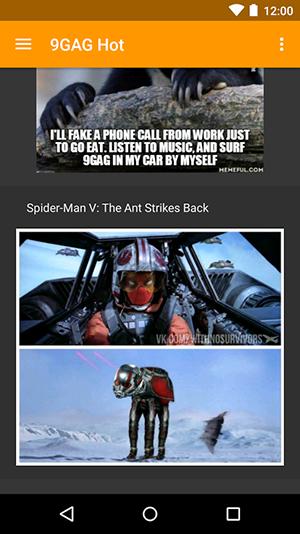 12:00
9GAG Hot
I'LL FAKE A PHONE CALL FROM WORK JUST
TO GO EAT. LISTEN TO MUSIC, AND SURF
9GAG IN MY CAR BY MYSELF
MEMEFUL.COM
Spider-Man V: The Ant Strikes Back
VK.COM/WITHNOSURVIVORS